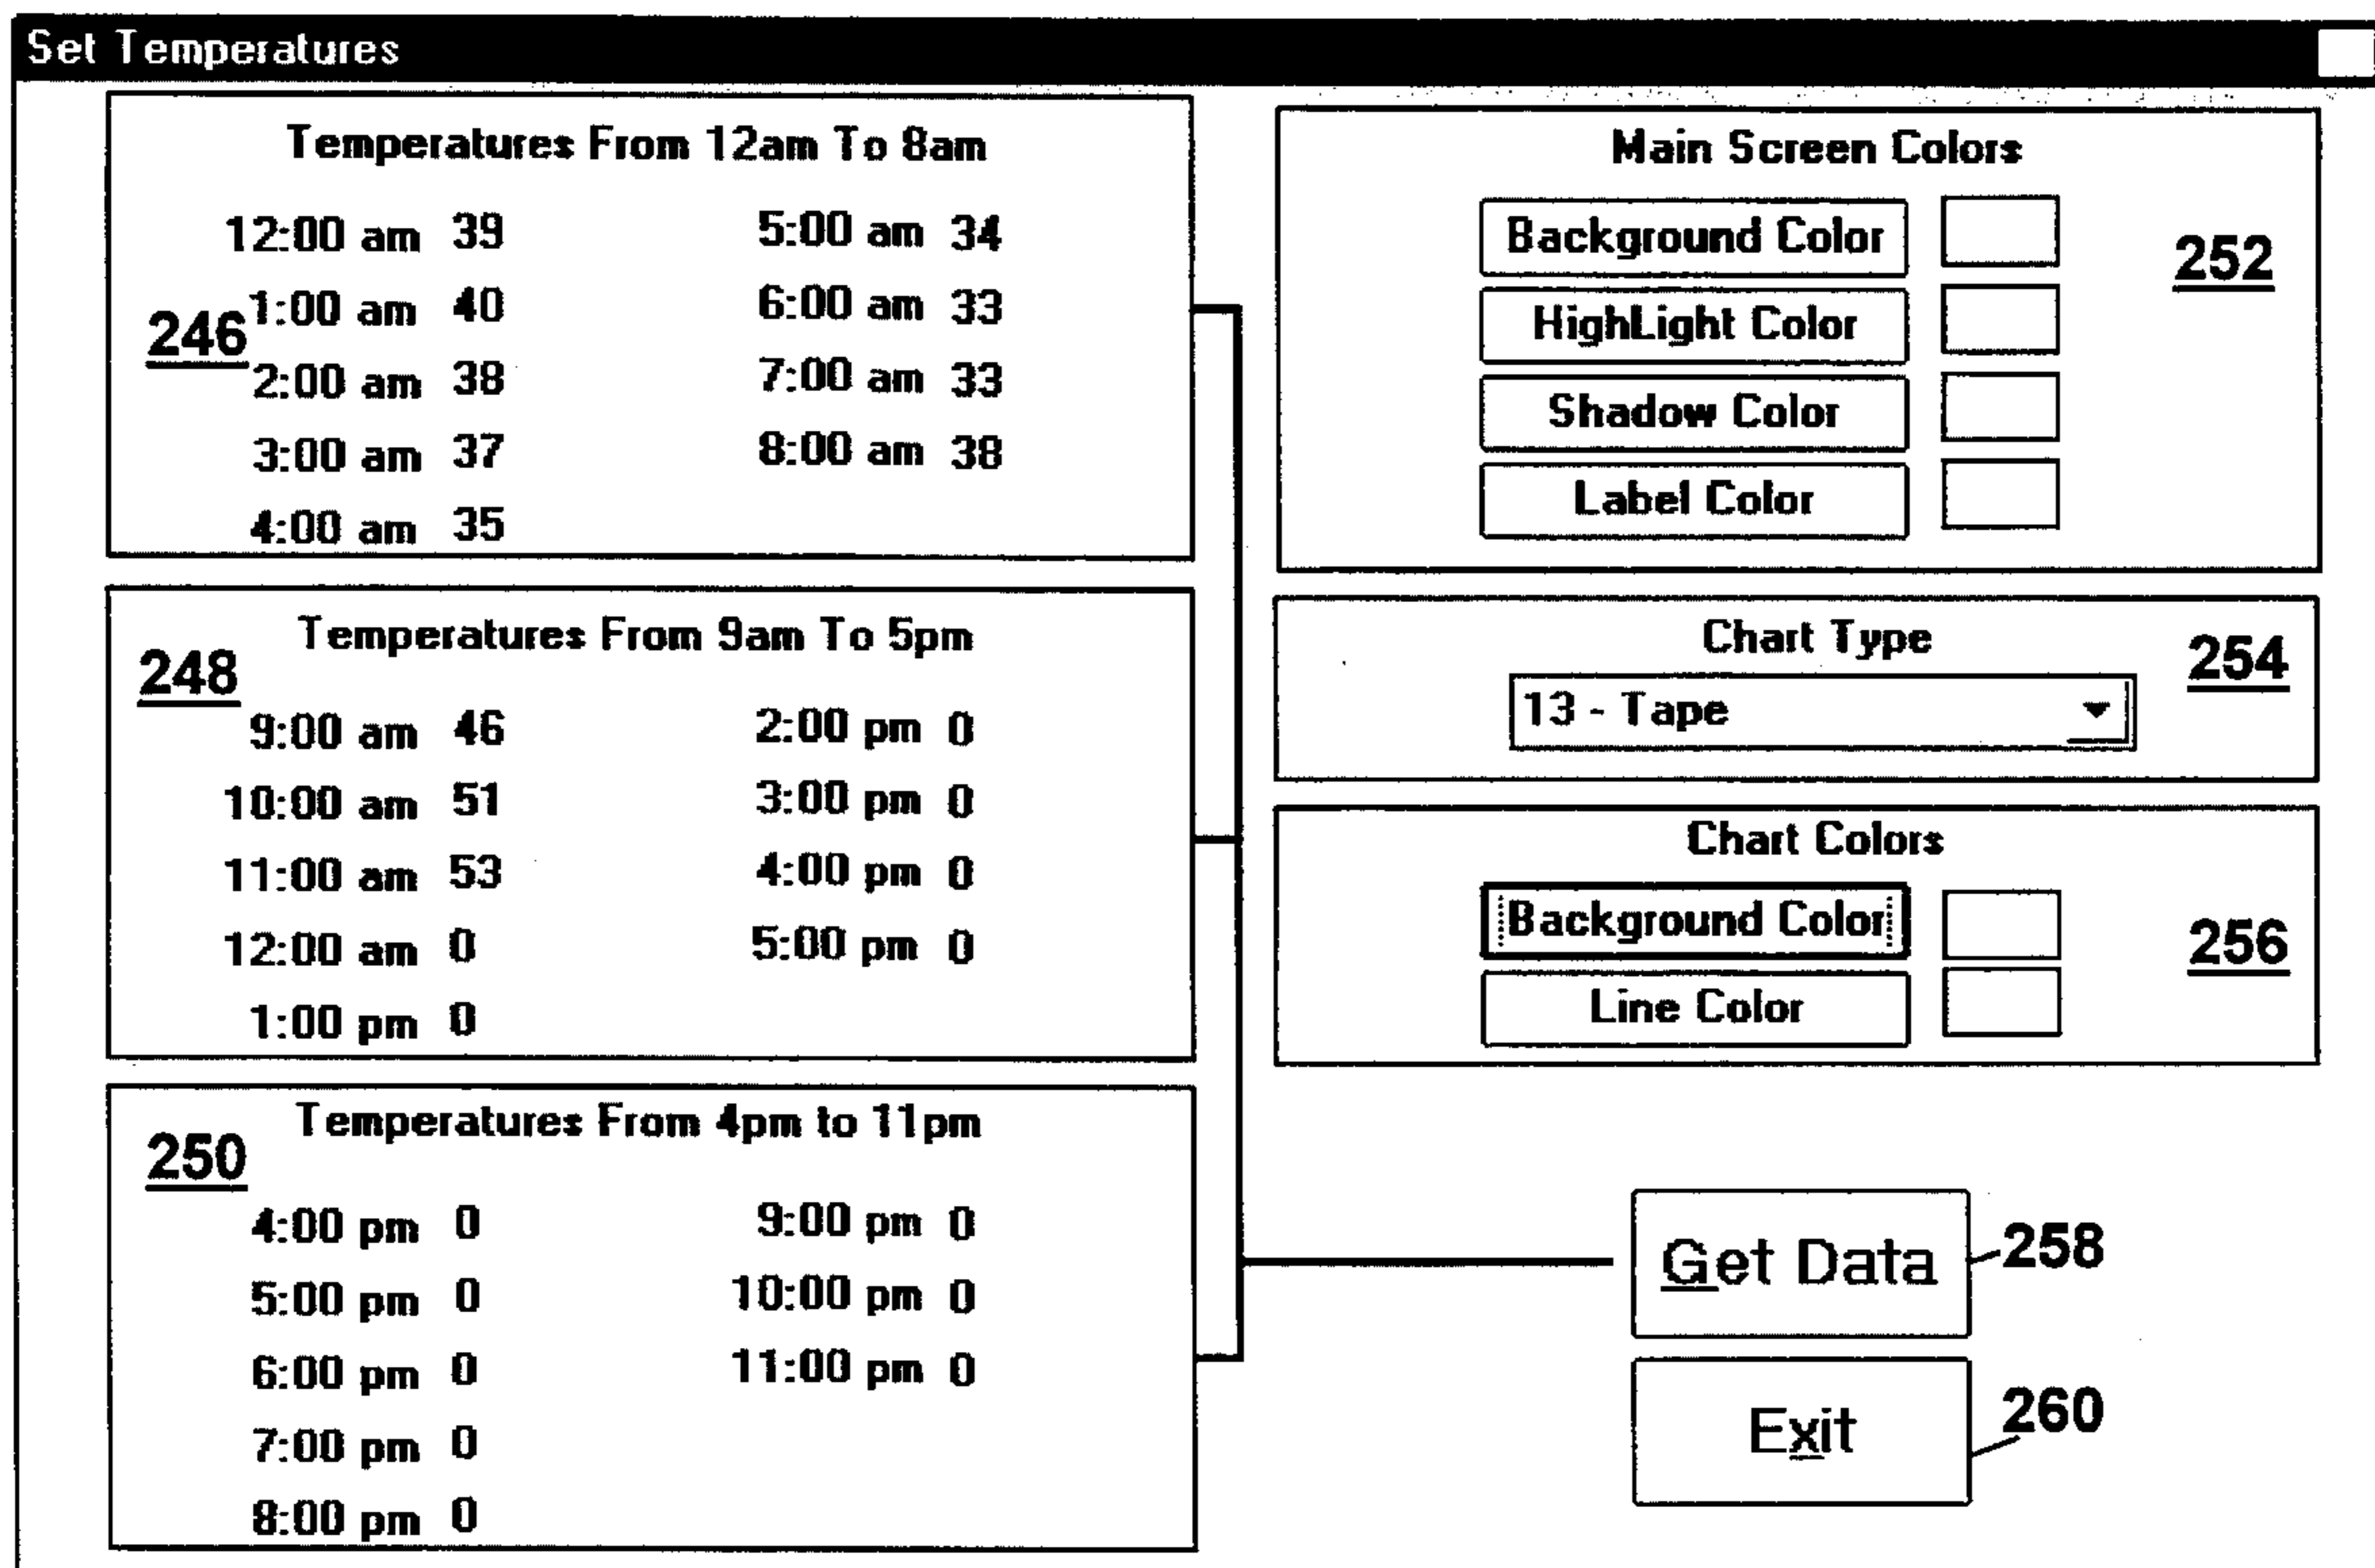 Set Temperatures
Temperatures From 12am To 8am
12:00 am 39 5:00 am 34
1:00 am 40 6:00 am 33
246
2:00 am 38 7:00 am 33
3:00 am 37 8:00 am 38
4:00 am 35
Temperatures From 9am To 5pm
248
9:00 am 46 2:00 pm 0
10:00 am 51 3:00 pm 0
11:00 am 53 4:00 pm 0
12:00 am 0 5:00 pm 0
1:00 pm 0
Temperatures From 4pm to 11pm
250
4:00 pm 0 9:00 pm 0
5:00 pm 0 10:00 pm 0
6:00 pm 0 11:00 pm 0
7:00 pm 0
8:00 pm 0
Main Screen Colors
Background Color
252
HighLight Color
Shadow Color
Label Color
Chart Type
254
13 - Tape
Chart Colors
Background Color
256
Line Color
Get Data
258
Exit
260